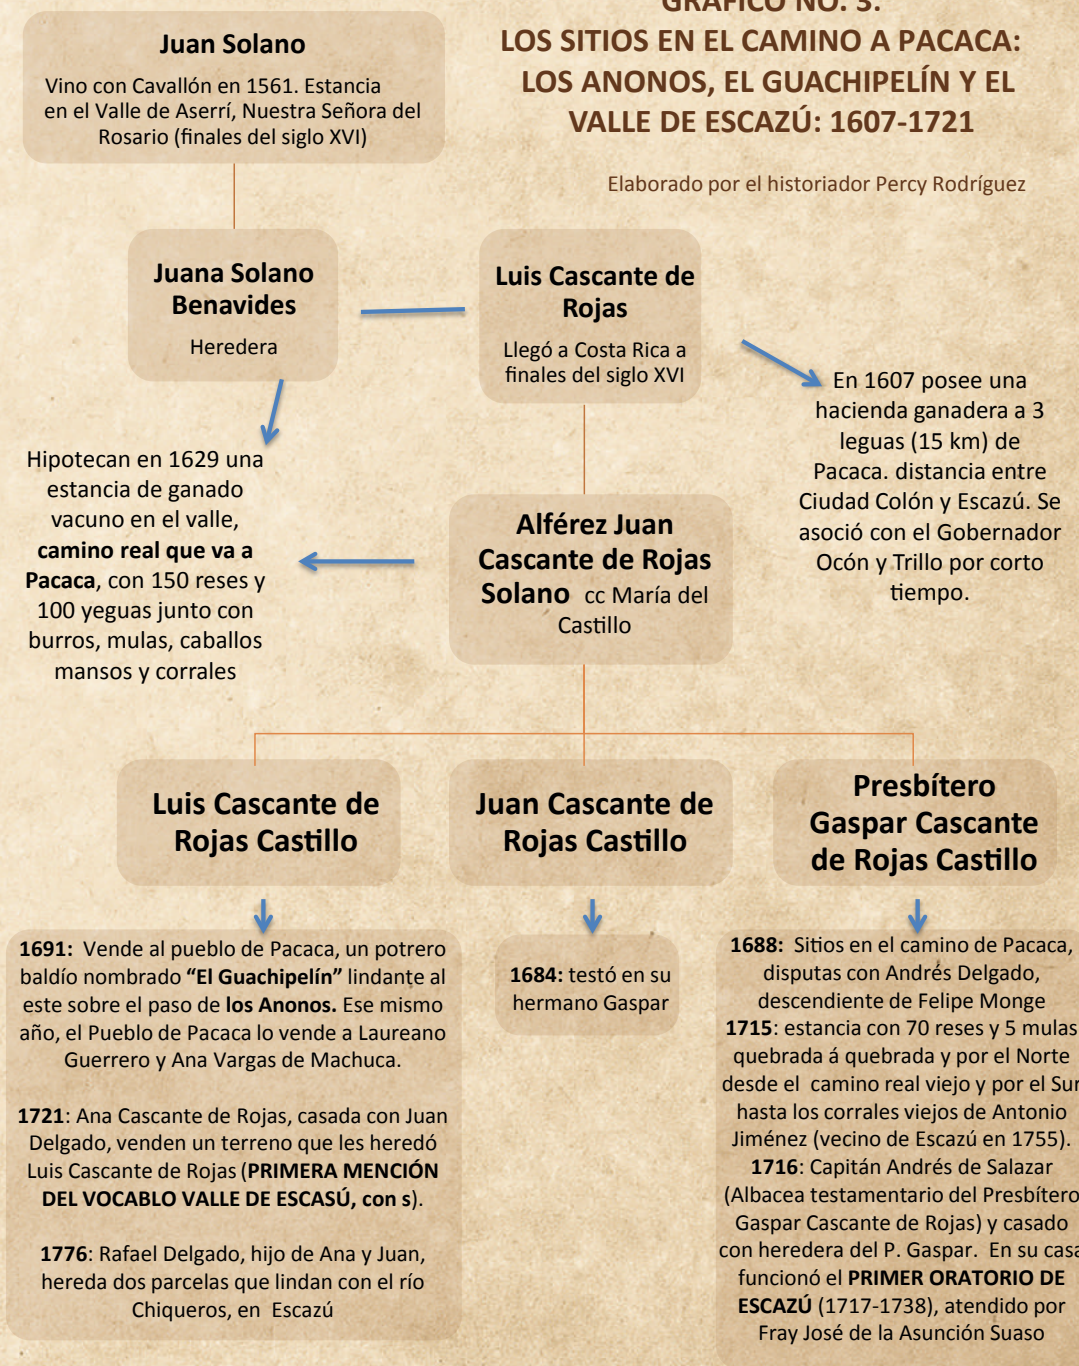 GRÁFICO NO. 3.
LOS SITIOS EN EL CAMINO A PACACA:
LOS ANONOS, EL GUACHIPELÍN Y EL
VALLE DE ESCAZÚ: 1607-1721
Elaborado por el historiador Percy Rodríguez
Juan Solano
Vino con Cavallón en 1561. Estancia
en el Valle de Aserrí, Nuestra Señora del
Rosario (finales del siglo XVI)
Juana Solano
Benavides
Heredera
Luis Cascante de
Rojas
Llegó a Costa Rica a
finales del siglo XVI
En 1607 posee una
hacienda ganadera a 3
leguas (15 km) de
Pacaca. distancia entre
Ciudad Colón y Escazú. Se
asoció con el Gobernador
Ocón y Trillo por corto
tiempo.
Hipotecan en 1629 una
estancia de ganado
vacuno en el valle,
camino real que va a
Pacaca, con 150 reses y
100 yeguas junto con
burros, mulas, caballos
mansos y corrales
Alférez Juan
Cascante de Rojas
Solano cc María del
Castillo
Luis Cascante de
Rojas Castillo
Juan Cascante de
Rojas Castillo
Presbítero
Gaspar Cascante
de Rojas Castillo
1691: Vende al pueblo de Pacaca, un potrero
baldío nombrado “El Guachipelín” lindante al
este sobre el paso de los Anonos. Ese mismo
año, el Pueblo de Pacaca lo vende a Laureano
Guerrero y Ana Vargas de Machuca.
1721: Ana Cascante de Rojas, casada con Juan
Delgado, venden un terreno que les heredó
Luis Cascante de Rojas (PRIMERA MENCIÓN
DEL VOCABLO VALLE DE ESCASÚ, con s).
1776: Rafael Delgado, hijo de Ana y Juan,
hereda dos parcelas que lindan con el río
Chiqueros, en Escazú
1684: testó en su
hermano Gaspar
1688: Sitios en el camino de Pacaca,
disputas con Andrés Delgado,
descendiente de Felipe Monge
1715: estancia con 70 reses y 5 mulas
quebrada á quebrada y por el Norte
desde el camino real viejo y por el Sur
hasta los corrales viejos de Antonio
Jiménez (vecino de Escazú en 1755).
1716: Capitán Andrés de Salazar
(Albacea testamentario del Presbítero
Gaspar Cascante de Rojas) y casado
con heredera del P. Gaspar. En su casa
funcionó el PRIMER ORATORIO DE
ESCAZÚ (1717-1738), atendido por
Fray José de la Asunción Suaso